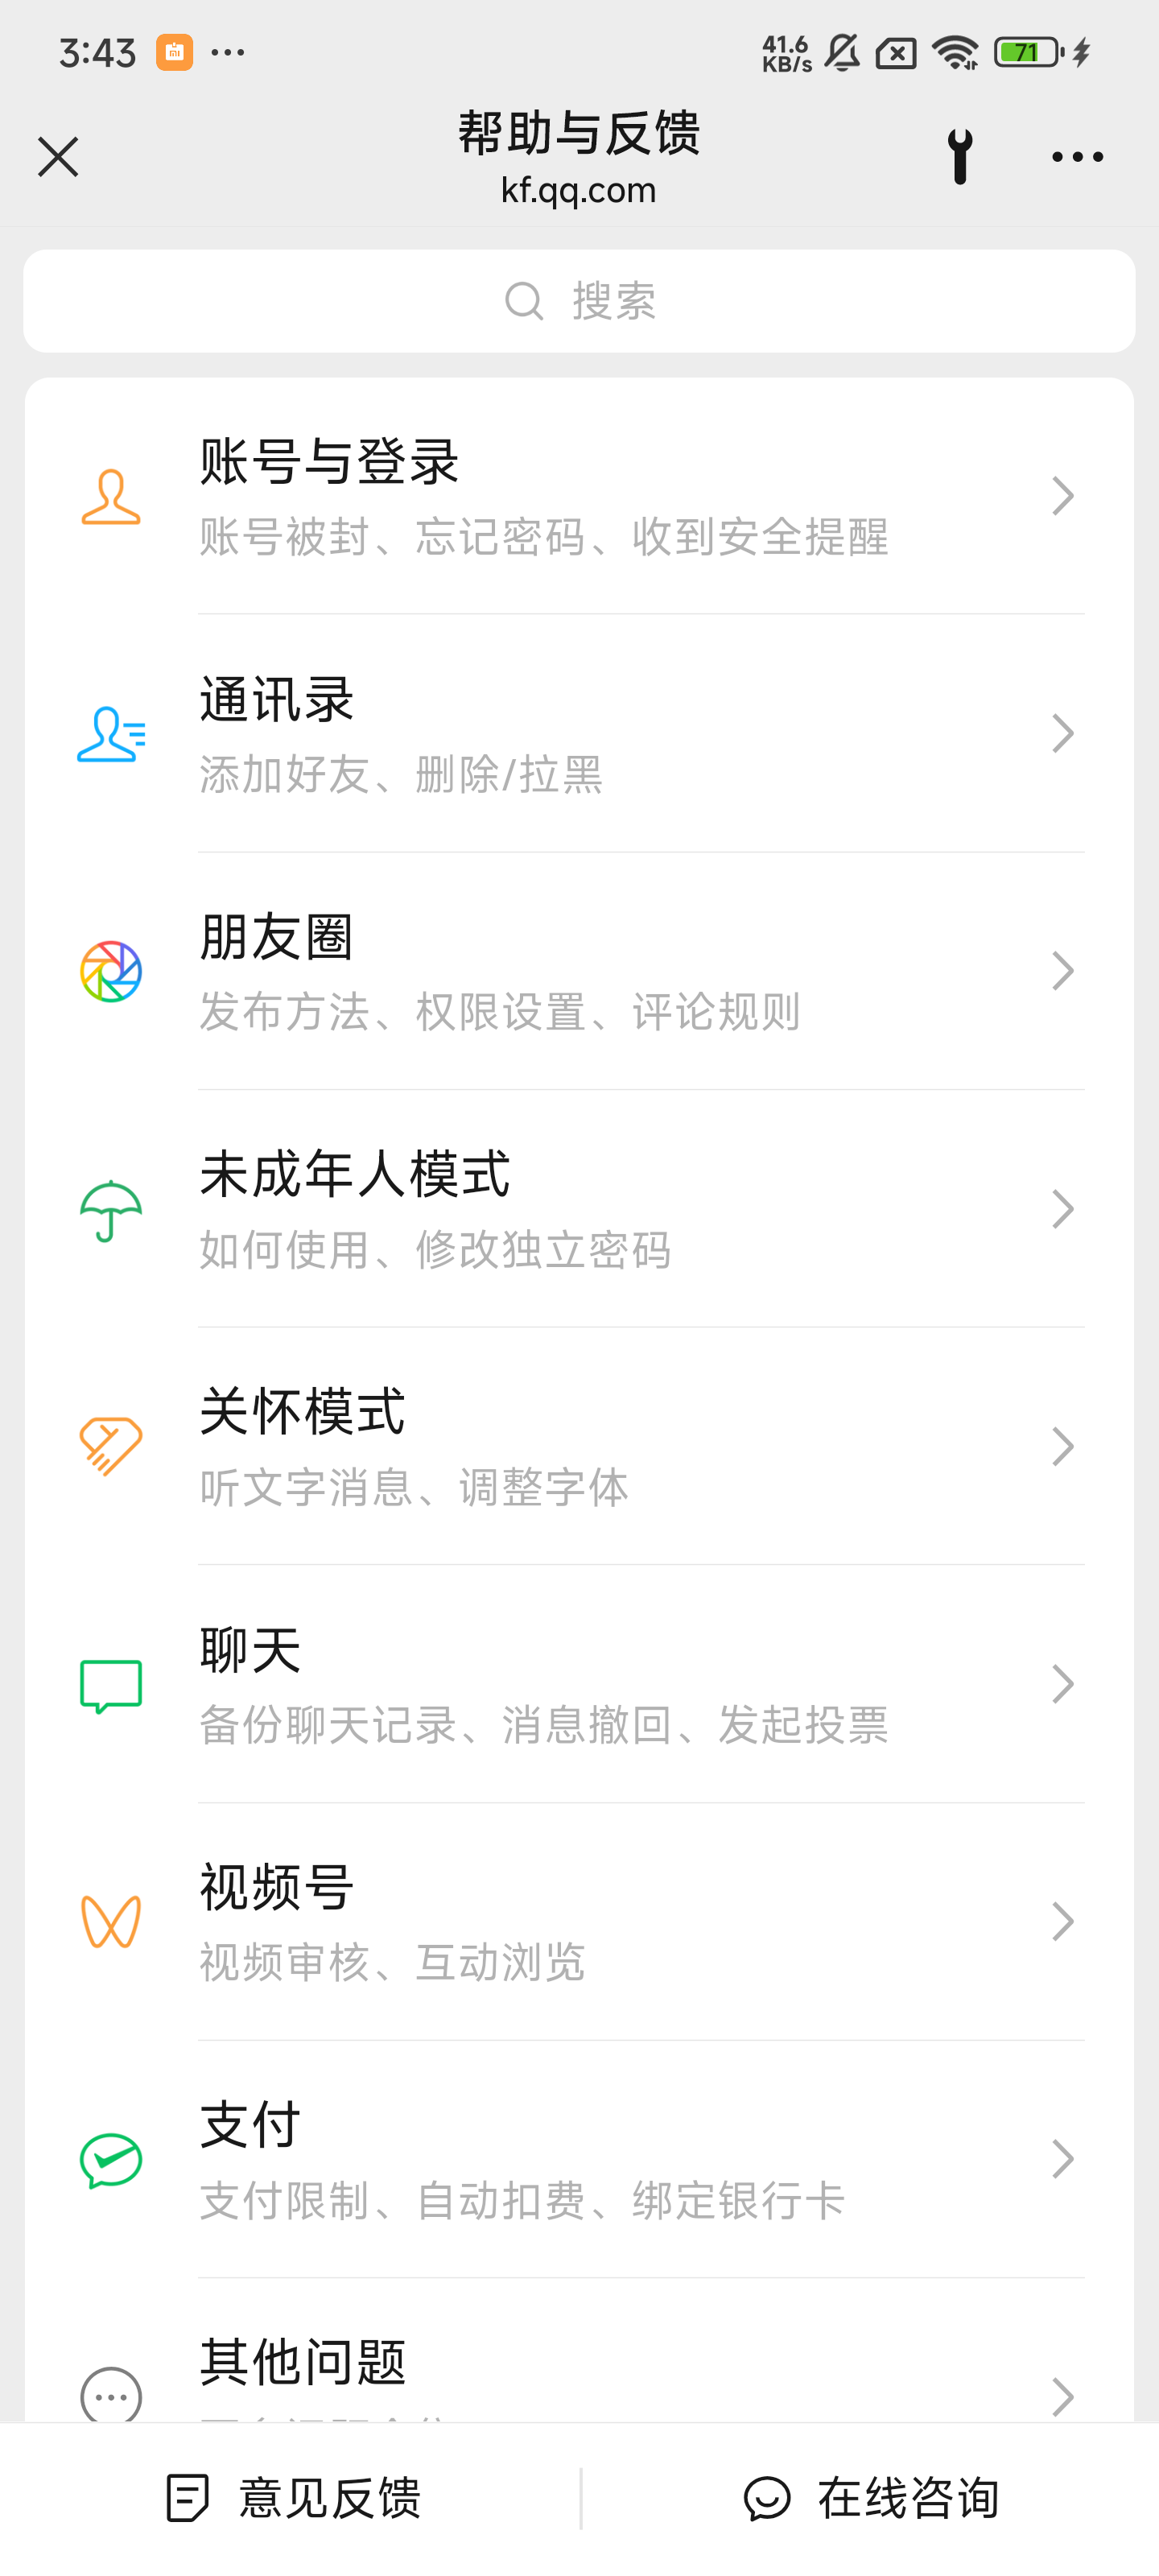 3:43
41.6
KB/s
71
帮助与反馈
kf.qq.com
搜索
账号与登录
账号被封、忘记密码、收到安全提醒
通讯录
添加好友、删除/拉黑
朋友圈
发布方法、权限设置、评论规则
未成年人模式
如何使用、修改独立密码
关怀模式
听文字消息、调整字体
聊天
备份聊天记录、消息撤回、发起投票
视频号
视频审核、互动浏览
支付
支付限制、自动扣费、绑定银行卡
其他问题
意见反馈
在线咨询